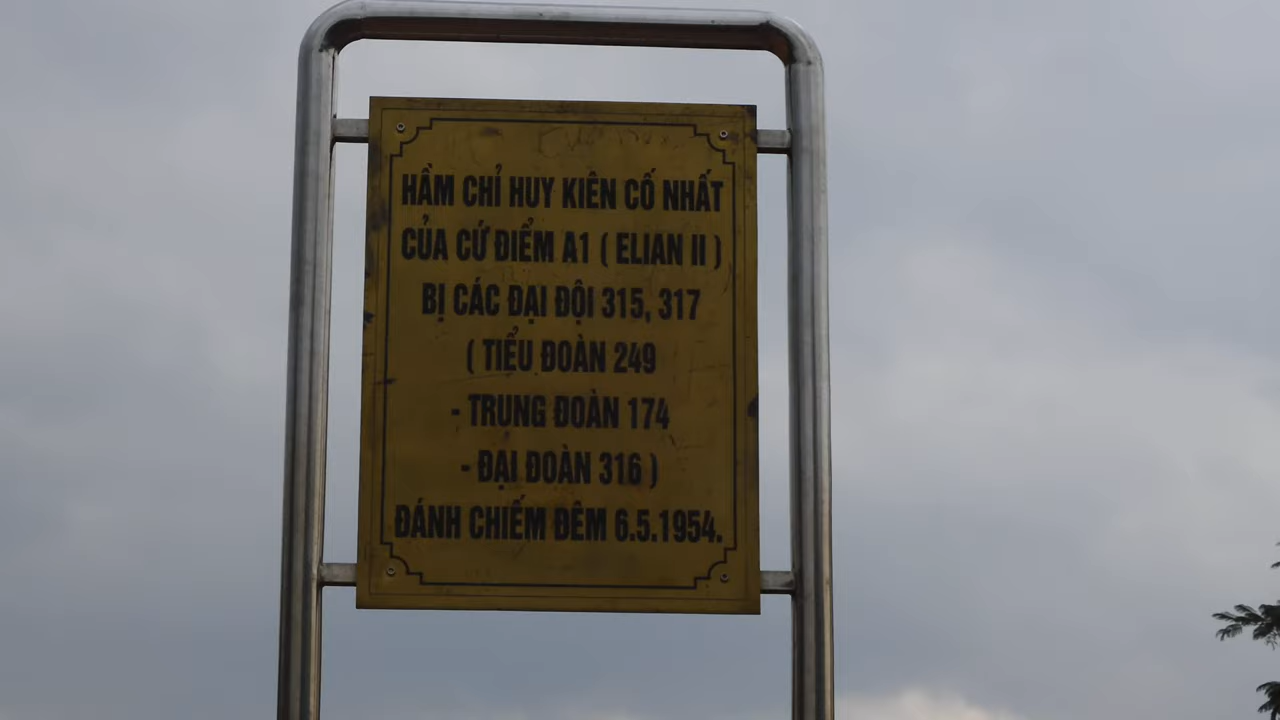 HẦM CHỈ HUY KIÊN CỐ NHẤT
CỦA CỨ ĐIỂM A1 ( ELIAN II )
BỊ CÁC ĐẠI ĐỘI 315, 317
( TIỂU ĐOÀN 249
- TRUNG ĐOÀN 174
- ĐẠI ĐOÀN 316 )
ĐÁNH CHIẾM ĐÊM 6.5.1954.